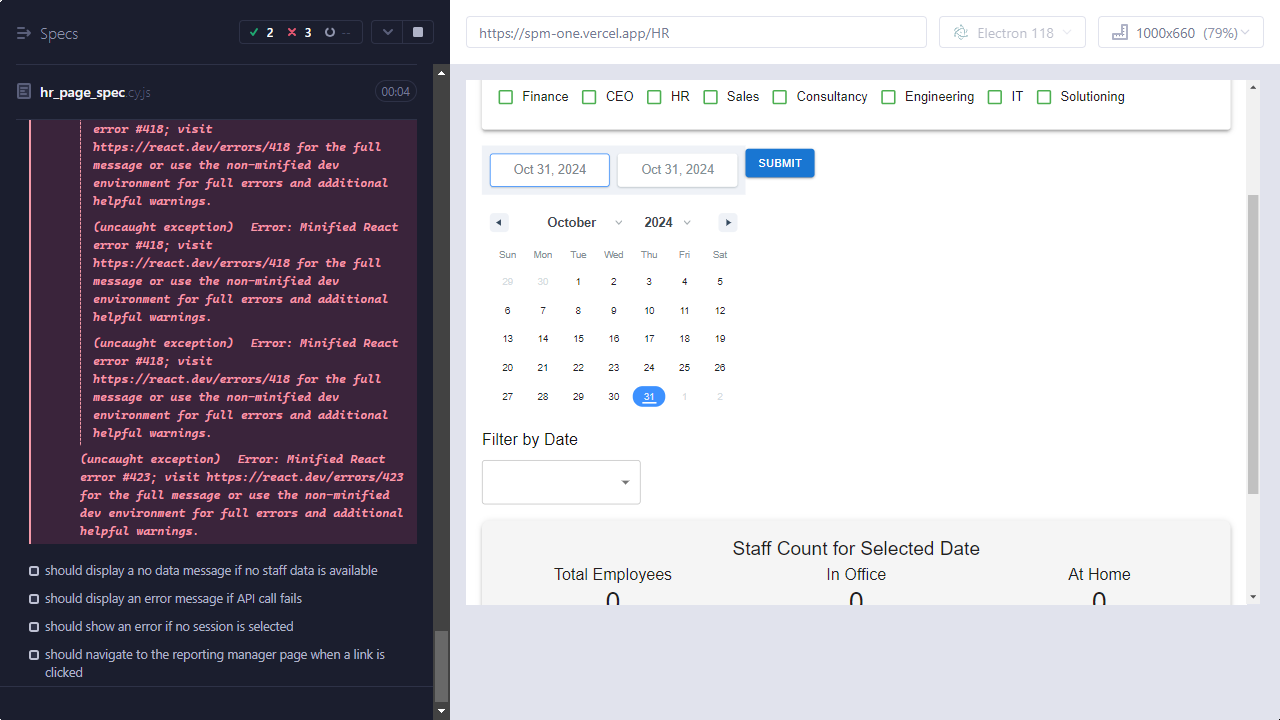 Specs
2
3
--
https://spm-one.vercel.app/HR
Electron 118
1000x660 (79%)
hr_page_spec.cy.js
00:04
error #418; visit
https://react.dev/errors/418 for the full
message or use the non-minified dev
environment for full errors and additional
helpful warnings.
(uncaught exception) Error: Minified React
error #418; visit
https://react.dev/errors/418 for the full
message or use the non-minified dev
environment for full errors and additional
helpful warnings.
(uncaught exception) Error: Minified React
error #418; visit
https://react.dev/errors/418 for the full
message or use the non-minified dev
environment for full errors and additional
helpful warnings.
(uncaught exception) Error: Minified React
error #423; visit https://react.dev/errors/423
for the full message or use the non-minified
dev environment for full errors and additional
helpful warnings.
should display a no data message if no staff data is available
should display an error message if API call fails
should show an error if no session is selected
should navigate to the reporting manager page when a link is
clicked
Finance CEO HR Sales Consultancy Engineering IT Solutioning
Oct 31, 2024 Oct 31, 2024 SUBMIT
October 2024
Sun Mon Tue Wed Thu Fri Sat
29 30 1 2 3 4 5
6 7 8 9 10 11 12
13 14 15 16 17 18 19
20 21 22 23 24 25 26
27 28 29 30 31 1 2
Filter by Date
Staff Count for Selected Date
Total Employees In Office At Home
0 0 0